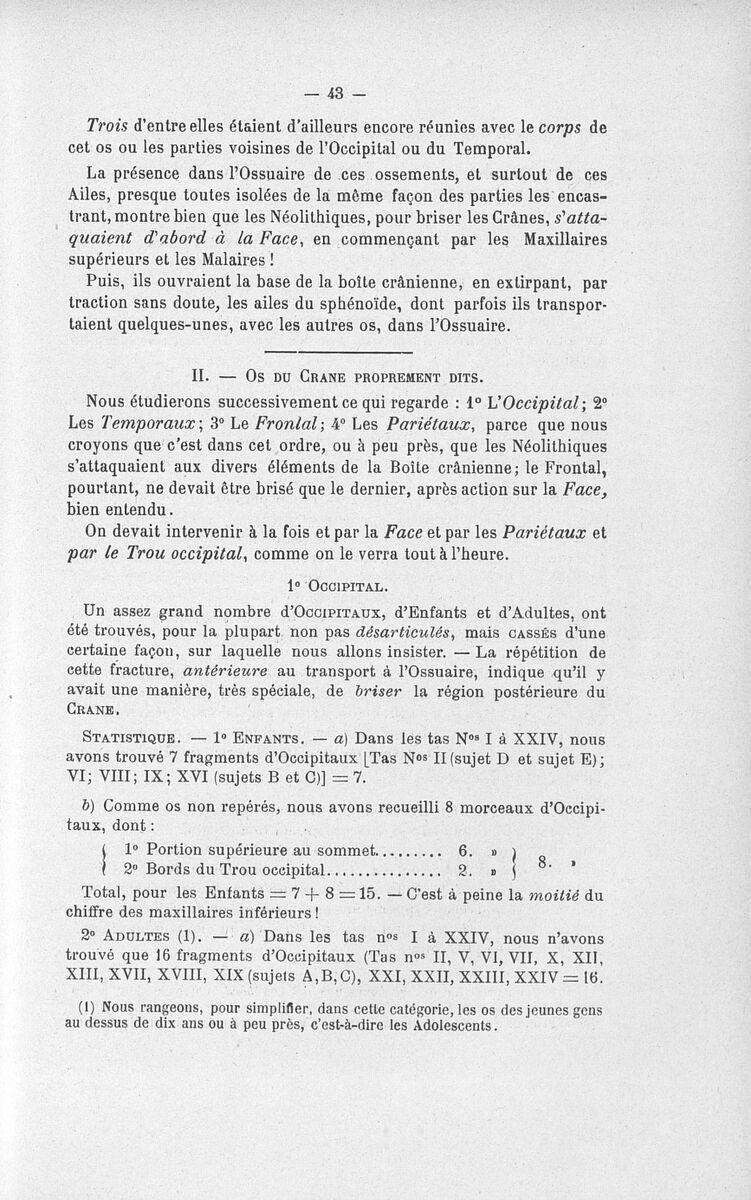 — 43 —
Trois d'entre elles étaient d'ailleurs encore réunies avec le corps de
cet os ou les parties voisines de l'Occipital ou du Temporal.
La présence dans l'Ossuaire de ces ossements, et surtout de ces
Ailes, presque toutes isolées de la même façon des parties les encas-
trant, montre bien que les Néolithiques, pour briser les Crânes, s'atta-
quaient d'abord à la Face, en commençant par les Maxillaires
supérieurs et les Malaires !
Puis, ils ouvraient la base de la boîte crânienne, en extirpant, par
traction sans doute, les ailes du sphénoïde, dont parfois ils transpor-
taient quelques-unes, avec les autres os, dans l'Ossuaire.
II. — Os du Crane proprement dits.
Nous étudierons successivement ce qui regarde : 1° L'Occipital ; 2°
Les Temporaux ; 3° Le Fronlal ; 4° Les Pariétaux, parce que nous
croyons que c'est dans cet ordre, ou à peu près, que les Néolithiques
s'attaquaient aux divers éléments de la Boîte crânienne ; le Frontal,
pourtant, ne devait être brisé que le dernier, après action sur la Face,
bien entendu.
On devait intervenir à la fois et par la Face et par les Pariétaux et
par le Trou occipital, comme on le verra tout à l'heure.
1° Occipital.
Un assez grand nombre d'Occipitaux, d'Enfants et d'Adultes, ont
été trouvés, pour la plupart non pas désarticulés, mais cassés d'une
certaine façon, sur laquelle nous allons insister. — La répétition de
cette fracture, antérieure au transport à l'Ossuaire, indique qu'il y
avait une manière, très spéciale, de briser la région postérieure du
Crane.
Statistique. — 1° Enfants. — a) Dans les tas Nos I à XXIV, nous
avons trouvé 7 fragments d'Occipitaux [Tas Nos II (sujet D et sujet E) ;
VI ; VIII ; IX ; XVI (sujets B et C)] = 7.
b) Comme os non repérés, nous avons recueilli 8 morceaux d'Occipi-
taux, dont :
1° Portion supérieure au sommet......... 6. »
2° Bords du Trou occipital............... 2. » } 8. »
Total, pour les Enfants = 7 + 8 = 15. — C'est à peine la moitié du
chiffre des maxillaires inférieurs !
2° Adultes (1). — a) Dans les tas nos I à XXIV, nous n'avons
trouvé que 16 fragments d'Occipitaux (Tas nos II, V, VI, VII, X, XII,
XIII, XVII, XVIII, XIX (sujets A, B, C), XXI, XXII, XXIII, XXIV = 16.
(1) Nous rangeons, pour simplifier, dans cette catégorie, les os des jeunes gens
au dessus de dix ans ou à peu près, c'est-à-dire les Adolescents.